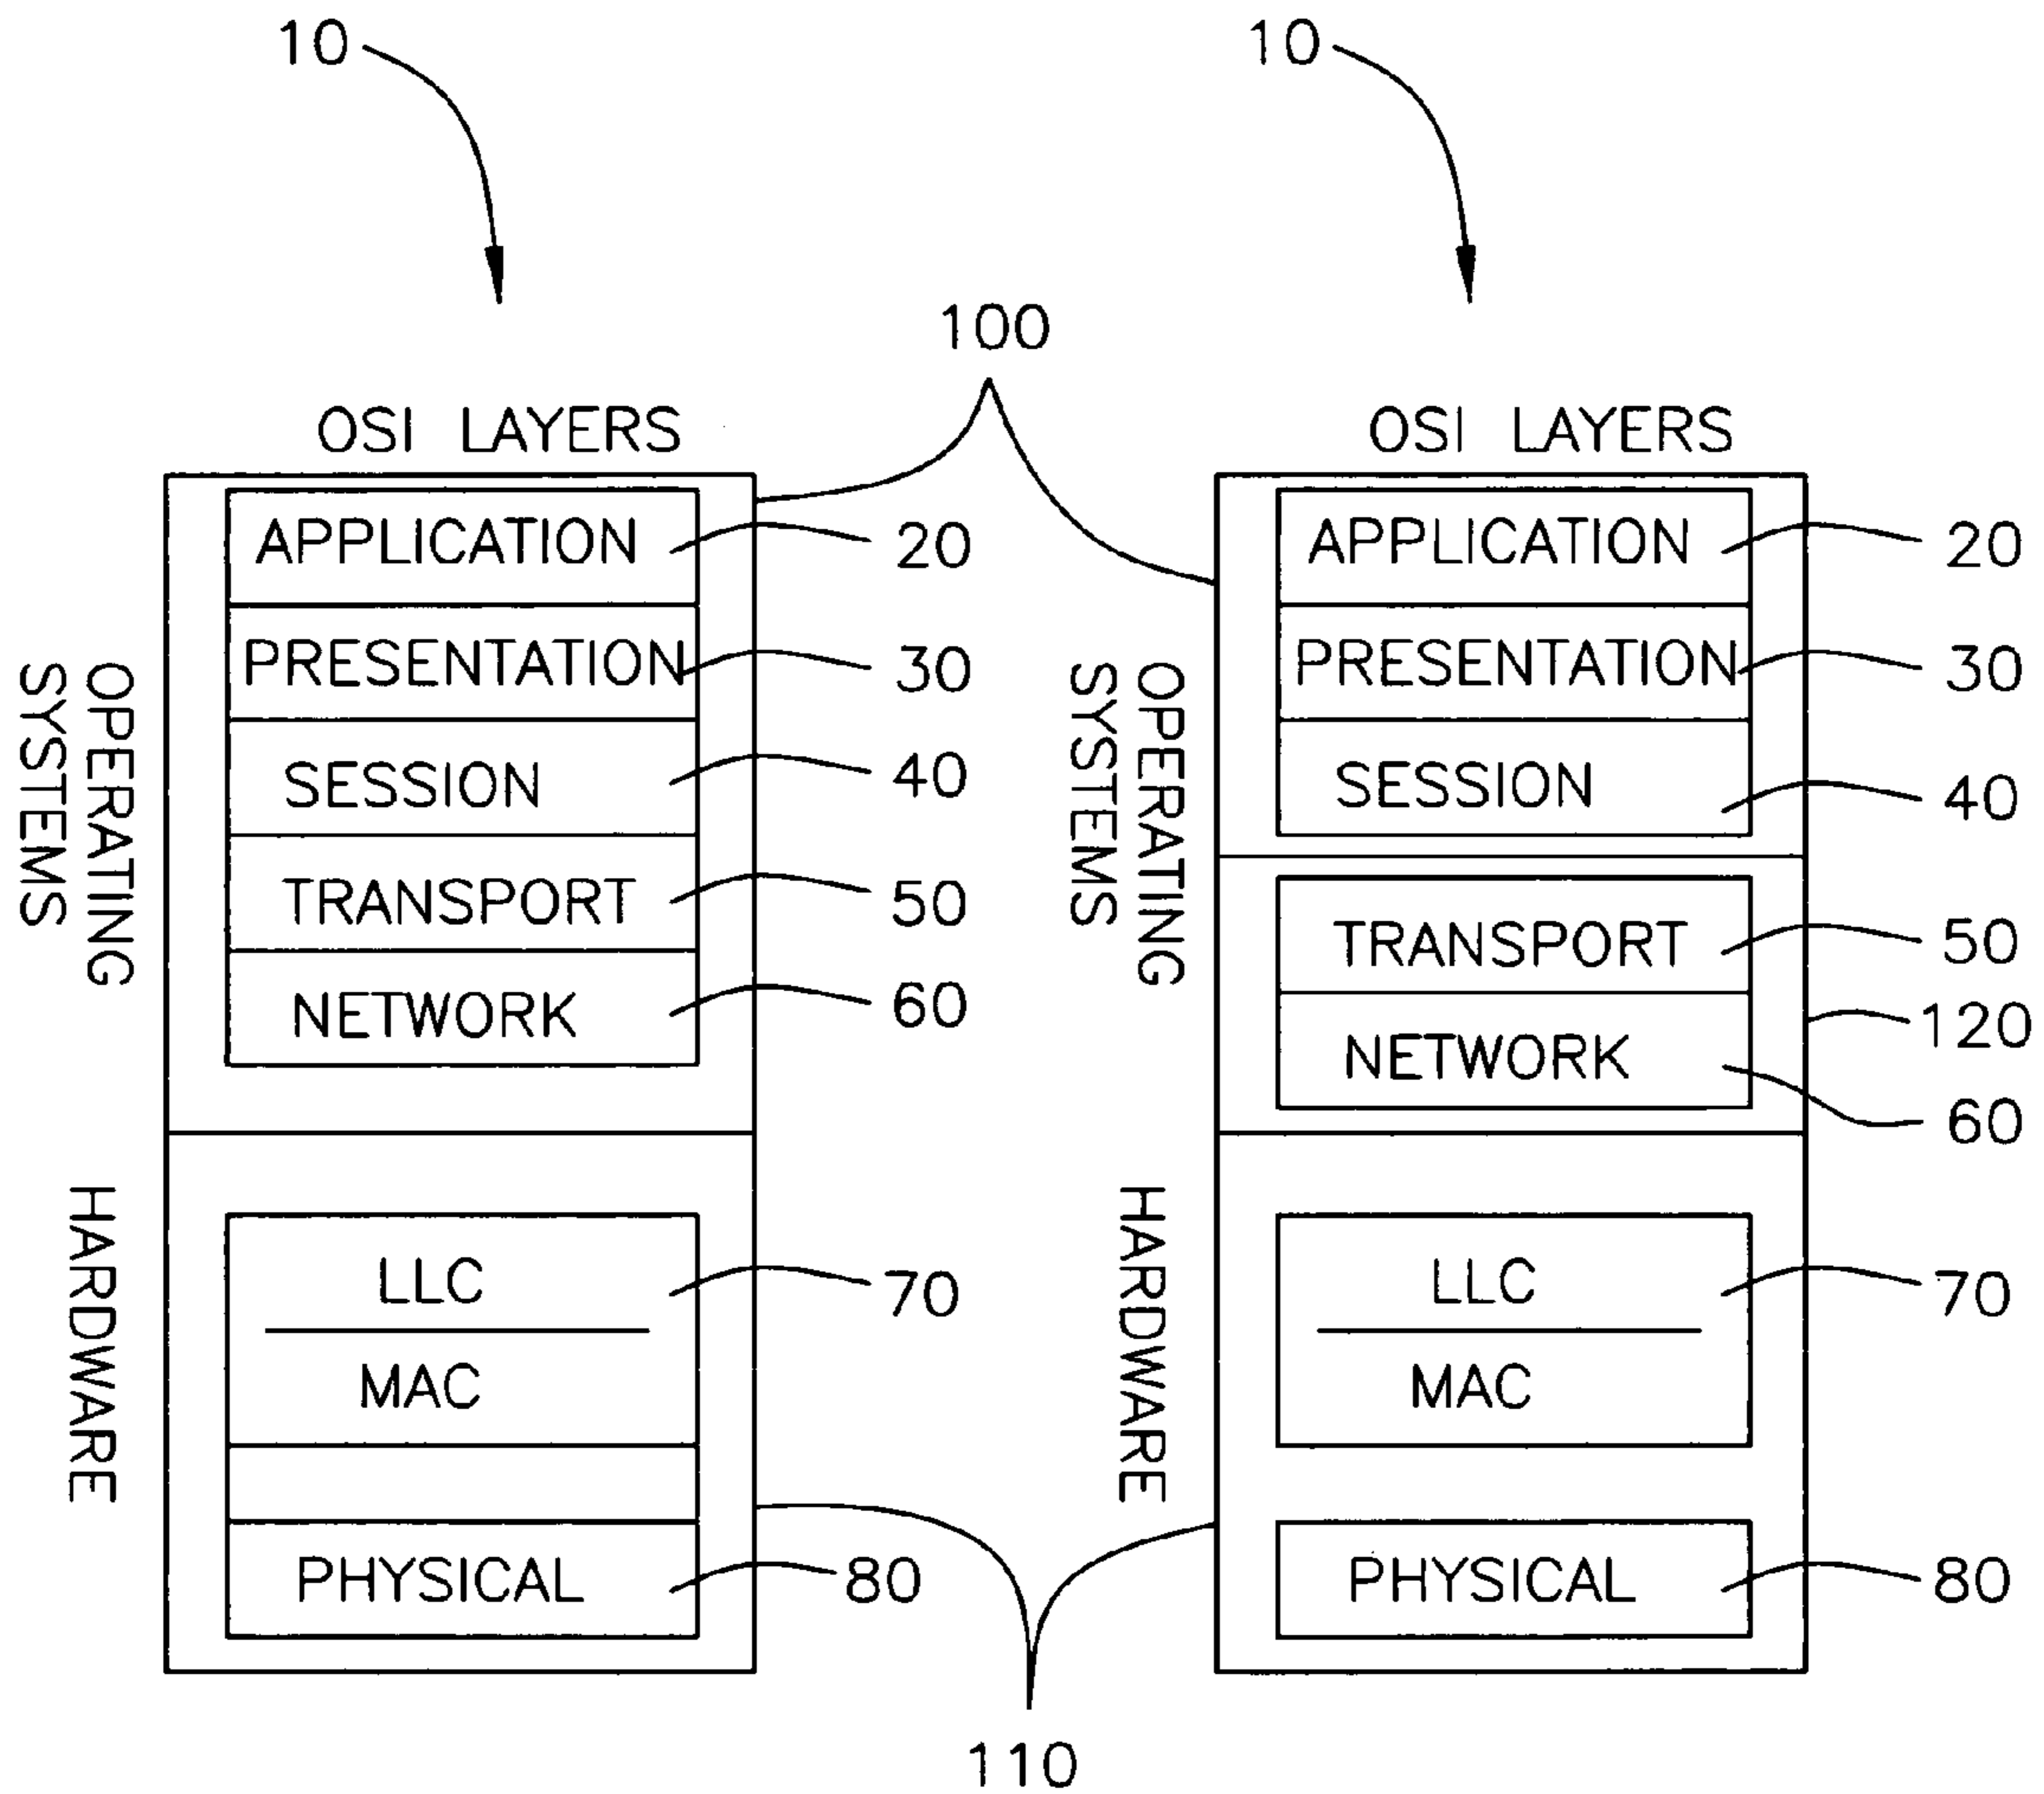 10
10
100
OSI LAYERS
OSI LAYERS
OPERATING
SYSTEMS
APPLICATION
20
PRESENTATION
30
SESSION
40
TRANSPORT
50
NETWORK
60
HARDWARE
LLC
70
MAC
PHYSICAL
80
OPERATING
SYSTEMS
APPLICATION
20
PRESENTATION
30
SESSION
40
TRANSPORT
50
120
NETWORK
60
HARDWARE
LLC
70
MAC
PHYSICAL
80
110